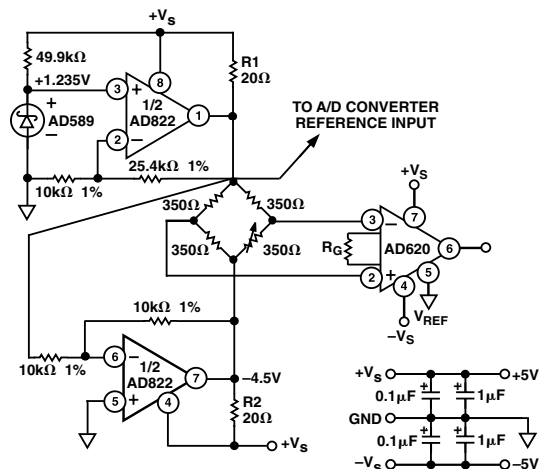 +VS
49.9kΩ
+1.235V
R1
20Ω
8
3
+
1/2
AD822
1
2
−
+
AD589
−
TO A/D CONVERTER
REFERENCE INPUT
10kΩ 1%
25.4kΩ 1%
350Ω
350Ω
350Ω
350Ω
+VS
3
−
7
RG
AD620
6
2
+
4
5
−VS
VREF
10kΩ 1%
10kΩ 1%
6
−
1/2
AD822
7
−4.5V
5
+
4
R2
20Ω
+VS
+VS
+5V
0.1µF
+
+
1µF
GND
0.1µF
+
+
1µF
−VS
−5V